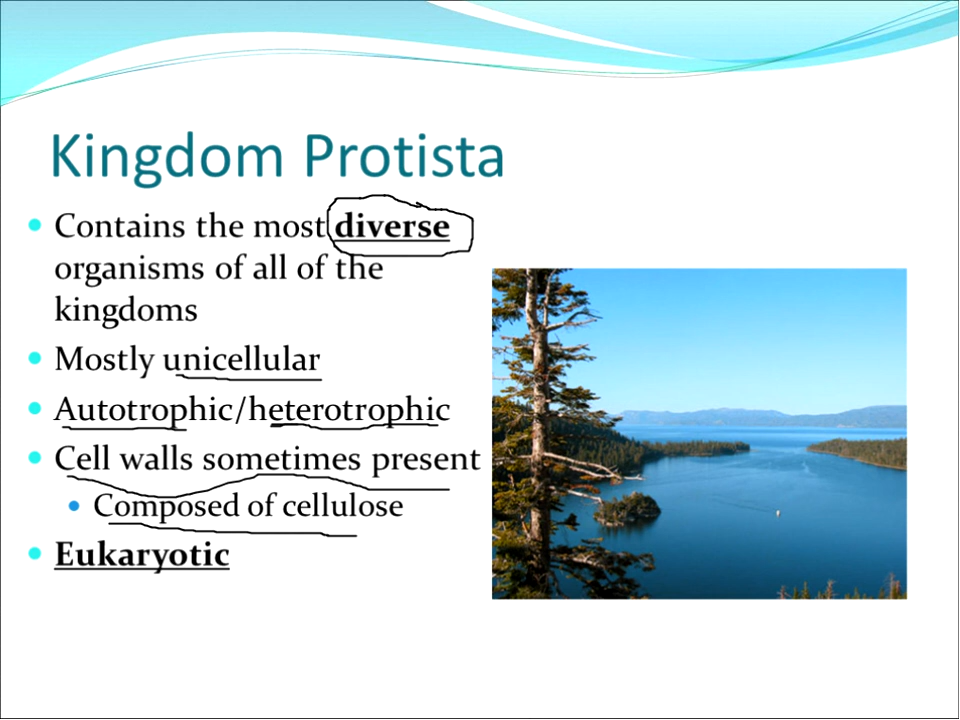 Kingdom Protista
Contains the most diverse
organisms of all of the
kingdoms
Mostly unicellular
Autotrophic/heterotrophic
Cell walls sometimes present
Composed of cellulose
Eukaryotic